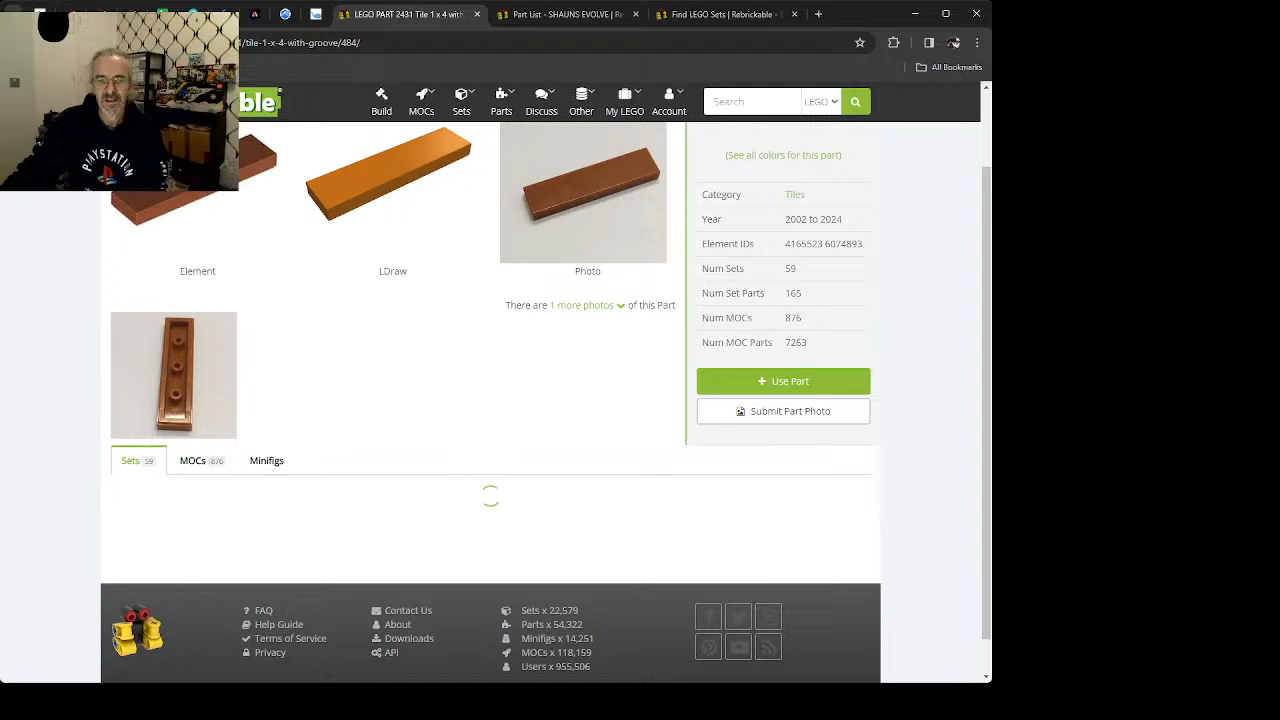 LEGO PART 2431 Tile 1 x 4 with
Part List - SHAUNS EVOLVE | Re
Find LEGO Sets | Rebrickable -
/tile-1-x-4-with-groove/484/
All Bookmarks
ble
Build
MOCs
Sets
Parts
Discuss
Other
My LEGO
Account
Search
LEGO
PLAYSTATION
(See all colors for this part)
Category Tiles
Year 2002 to 2024
Element IDs 4165523 6074893
Num Sets 59
Num Set Parts 165
Num MOCs 876
Num MOC Parts 7263
Element
LDraw
Photo
There are 1 more photos of this Part
+ Use Part
Submit Part Photo
Sets 59
MOCs 876
Minifigs
? FAQ
Help Guide
Terms of Service
Privacy
Contact Us
About
Downloads
API
Sets x 22,579
Parts x 54,322
Minifigs x 14,251
MOCs x 118,159
Users x 955,506